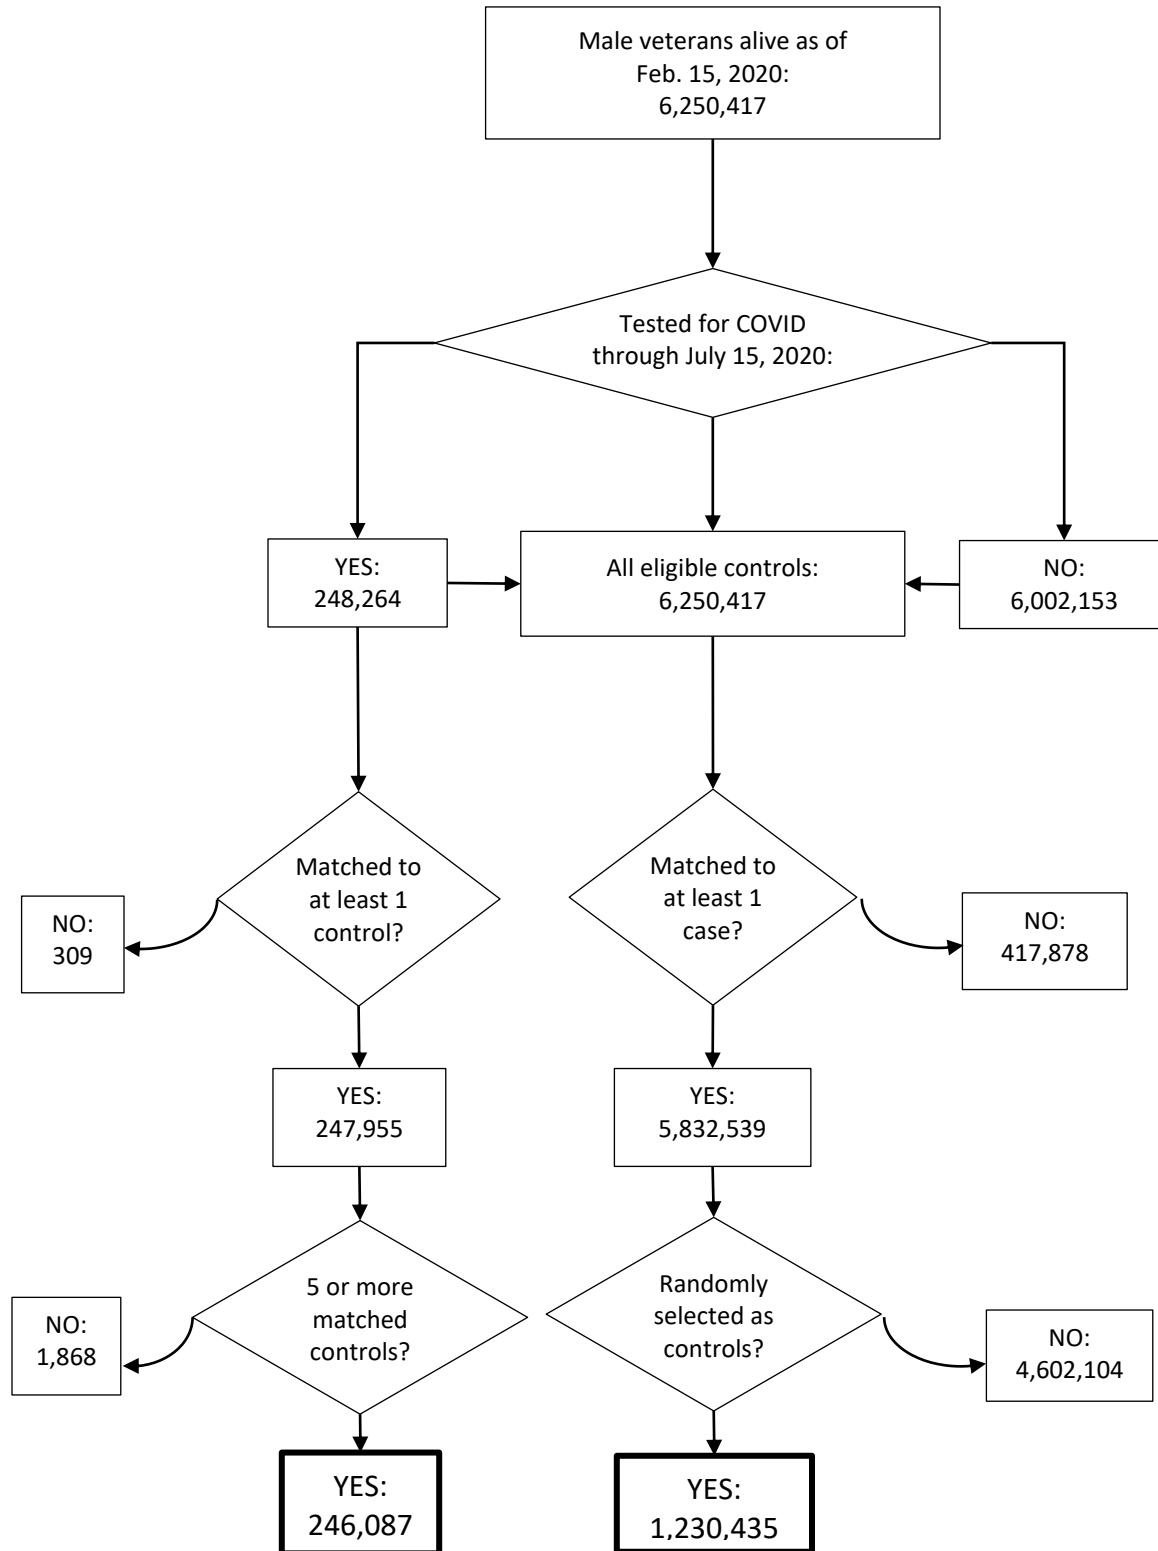 Male veterans alive as of
Feb. 15, 2020:
6,250,417
Tested for COVID
through July 15, 2020:
YES:
248,264
All eligible controls:
6,250,417
NO:
6,002,153
Matched to
at least 1
control?
Matched to
at least 1
case?
NO:
309
NO:
417,878
YES:
247,955
YES:
5,832,539
5 or more
matched
controls?
Randomly
selected as
controls?
NO:
1,868
NO:
4,602,104
YES:
246,087
YES:
1,230,435